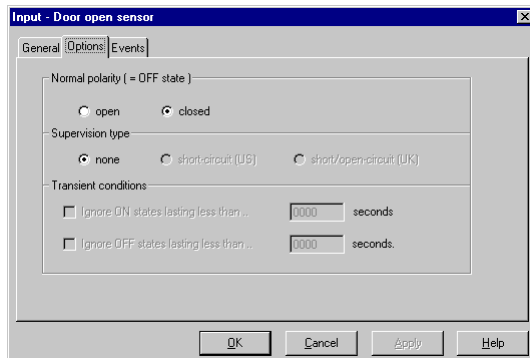 Input - Door open sensor
General Options Events
Normal polarity ( = OFF state )
open closed
Supervision type
none short-circuit (US) short/open-circuit (UK)
Transient conditions
Ignore ON states lasting less than .. 0000 seconds
Ignore OFF states lasting less than .. 0000 seconds.
OK Cancel Apply Help